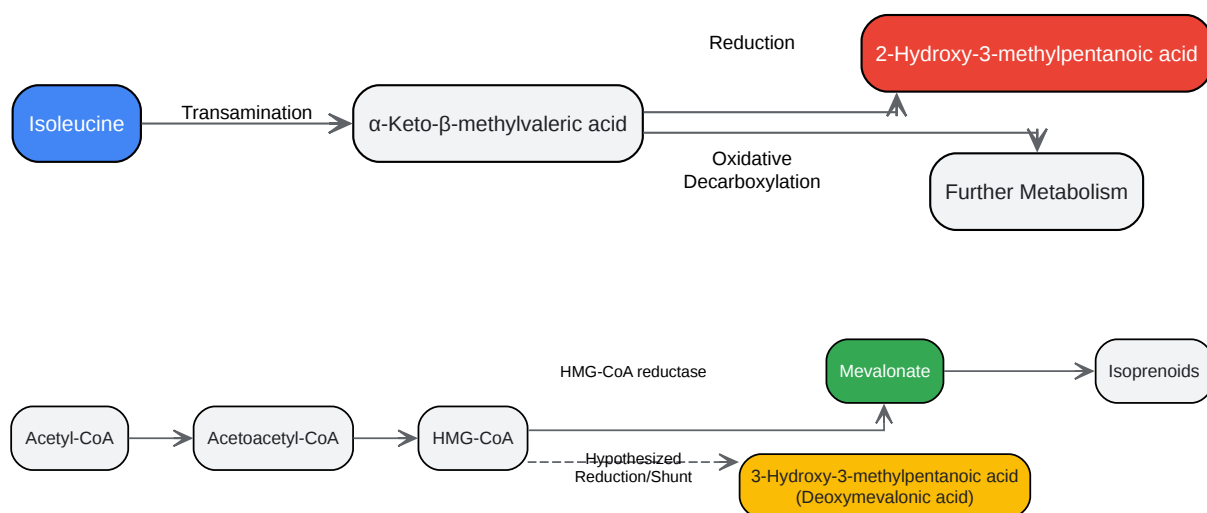 Reduction
2-Hydroxy-3-methylpentanoic acid
Isoleucine
Transamination
α-Keto-β-methylvaleric acid
Oxidative
Decarboxylation
Further Metabolism
HMG-CoA reductase
Mevalonate
Isoprenoids
Acetyl-CoA
Acetoacetyl-CoA
HMG-CoA
Hypothesized
Reduction/Shunt
3-Hydroxy-3-methylpentanoic acid
(Deoxymevalonic acid)